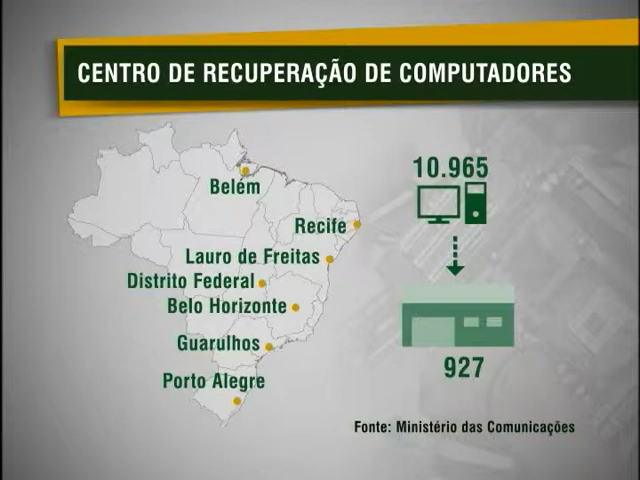 CENTRO DE RECUPERAÇÃO DE COMPUTADORES
10.965
Belém
Recife
Lauro de Freitas
Distrito Federal
Belo Horizonte
Guarulhos
Porto Alegre
927
Fonte: Ministério das Comunicações